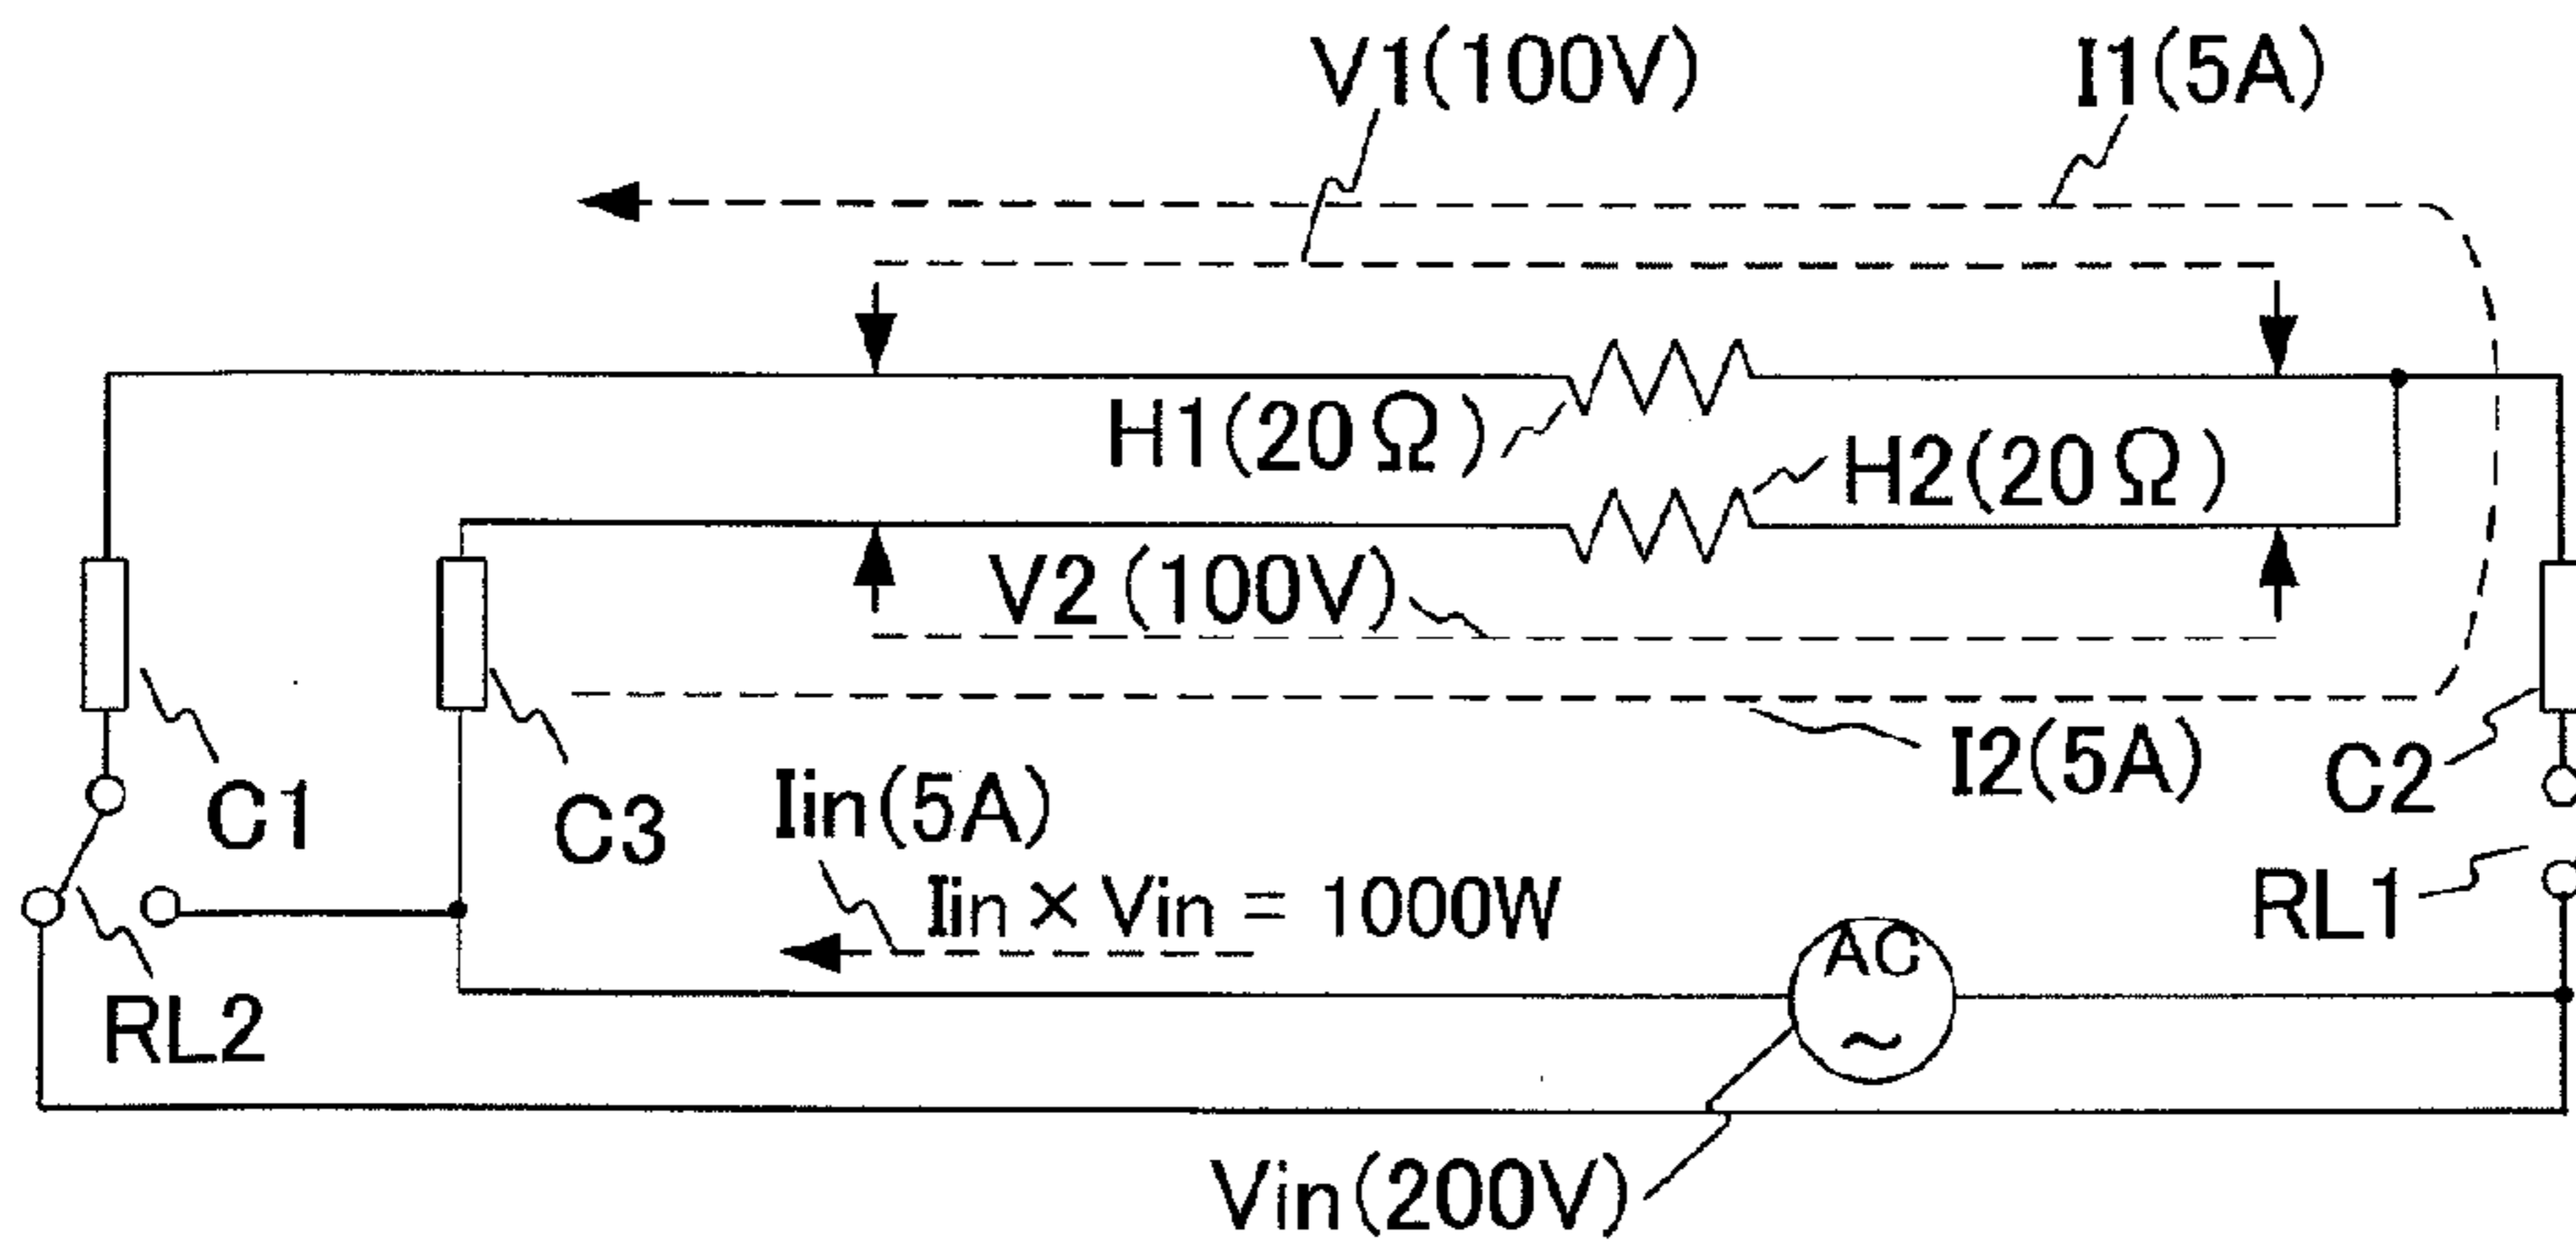 V1(100V)
I1(5A)
H1(20Ω)
H2(20Ω)
V2(100V)
I2(5A)
C1
C3
Iin(5A)
C2
Iin × Vin = 1000W
RL1
AC
~
RL2
Vin(200V)